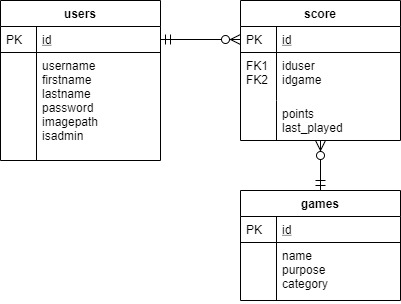 users
PK id
username
firstname
lastname
password
imagepath
isadmin
score
PK id
FK1 iduser
FK2 idgame
points
last_played
games
PK id
name
purpose
category